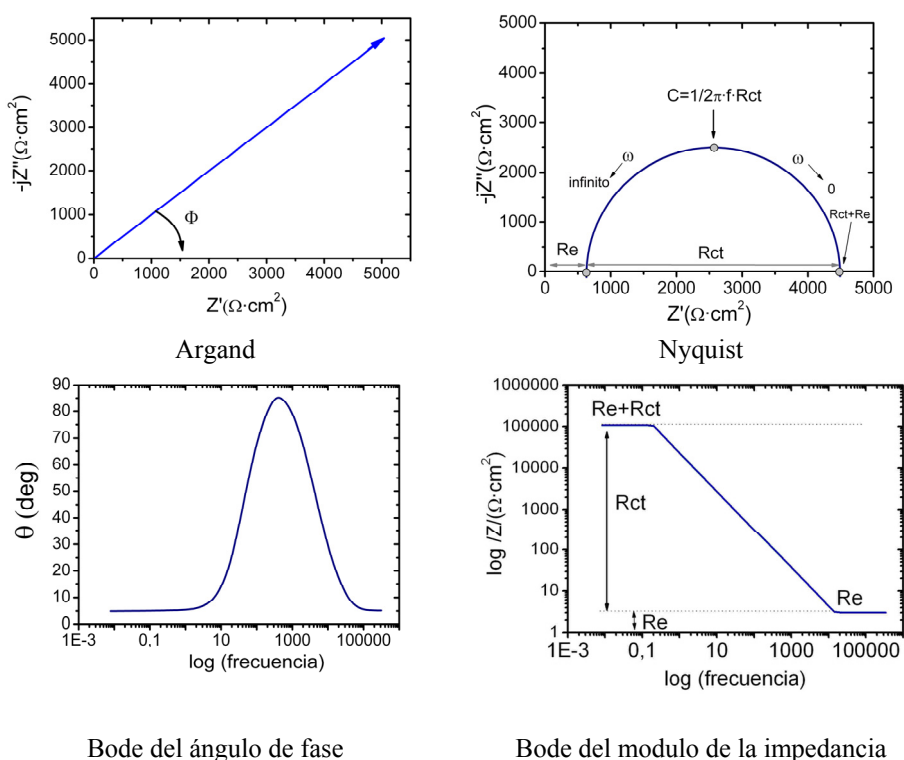 5000
4000
3000
2000
1000
0
-jZ''(Ω·cm²)
Φ
0 1000 2000 3000 4000 5000
Z'(Ω·cm²)
Argand
5000
4000
3000
2000
1000
0
-jZ''(Ω·cm²)
C=1/2π·f·Rct
ω
infinito
ω
0
Rct+Re
Re
Rct
0 1000 2000 3000 4000 5000
Z'(Ω·cm²)
Nyquist
90
80
70
60
50
40
30
20
10
0
θ (deg)
1E-3 0,1 10 1000 100000
log (frecuencia)
Bode del ángulo de fase
1000000
100000
10000
1000
100
10
1
log /Z/(Ω·cm²)
Re+Rct
Rct
Re
Re
1E-3 0,1 10 1000 100000
log (frecuencia)
Bode del modulo de la impedancia